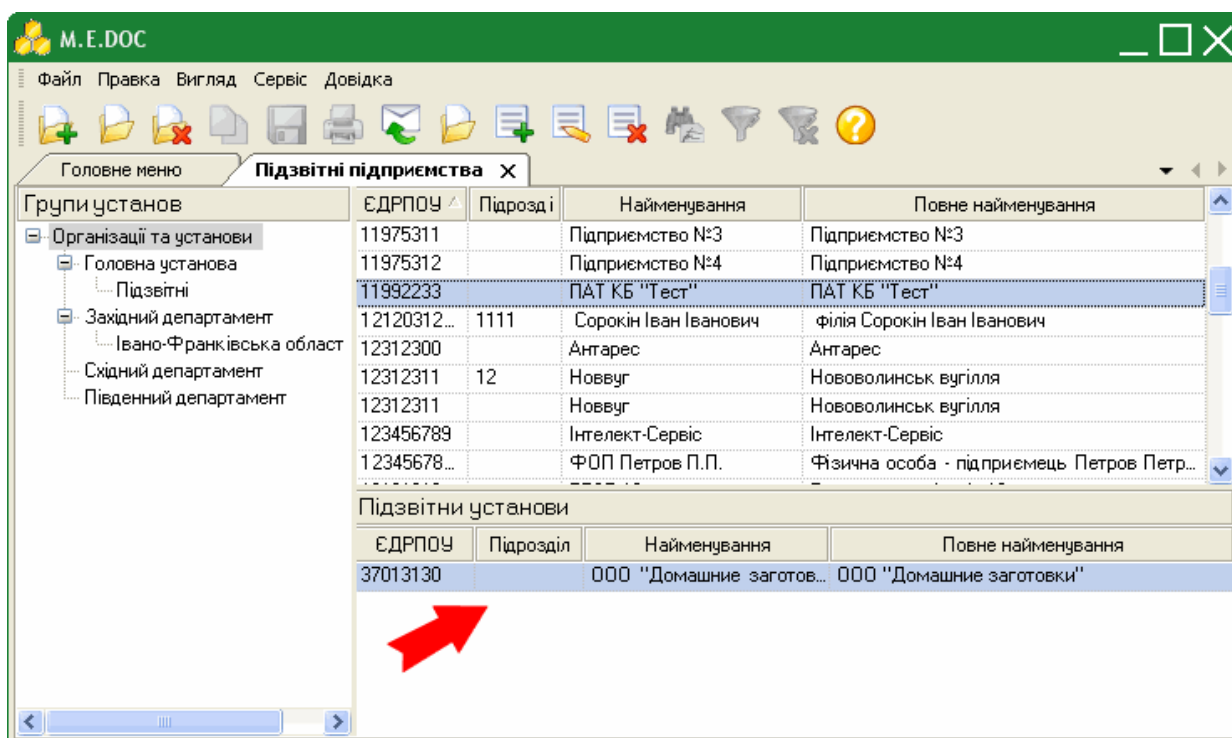 M.E.DOC
Файл Правка Вигляд Сервіс Довідка
Головне меню Підзвітні підприємства X
Групи установ
Організації та установи
Головна установа
Підзвітні
Західний департамент
Івано-Франківська област
Східний департамент
Південний департамент
ЄДРПОУ Підрозді Найменування Повне найменування
11975311 Підприємство №3 Підприємство №3
11975312 Підприємство №4 Підприємство №4
11992233 ПАТ КБ "Тест" ПАТ КБ "Тест"
12120312... 1111 Сорокін Іван Іванович філія Сорокін Іван Іванович
12312300 Антарес Антарес
12312311 12 Новвуг Нововолинськ вугілля
12312311 Новвуг Нововолинськ вугілля
123456789 Інтелект-Сервіс Інтелект-Сервіс
12345678... ФОП Петров П.П. Фізична особа - підприємець Петров Петр...
Підзвітни установи
ЄДРПОУ Підрозділ Найменування Повне найменування
37013130 ООО "Домашние заготов... ООО "Домашние заготовки"